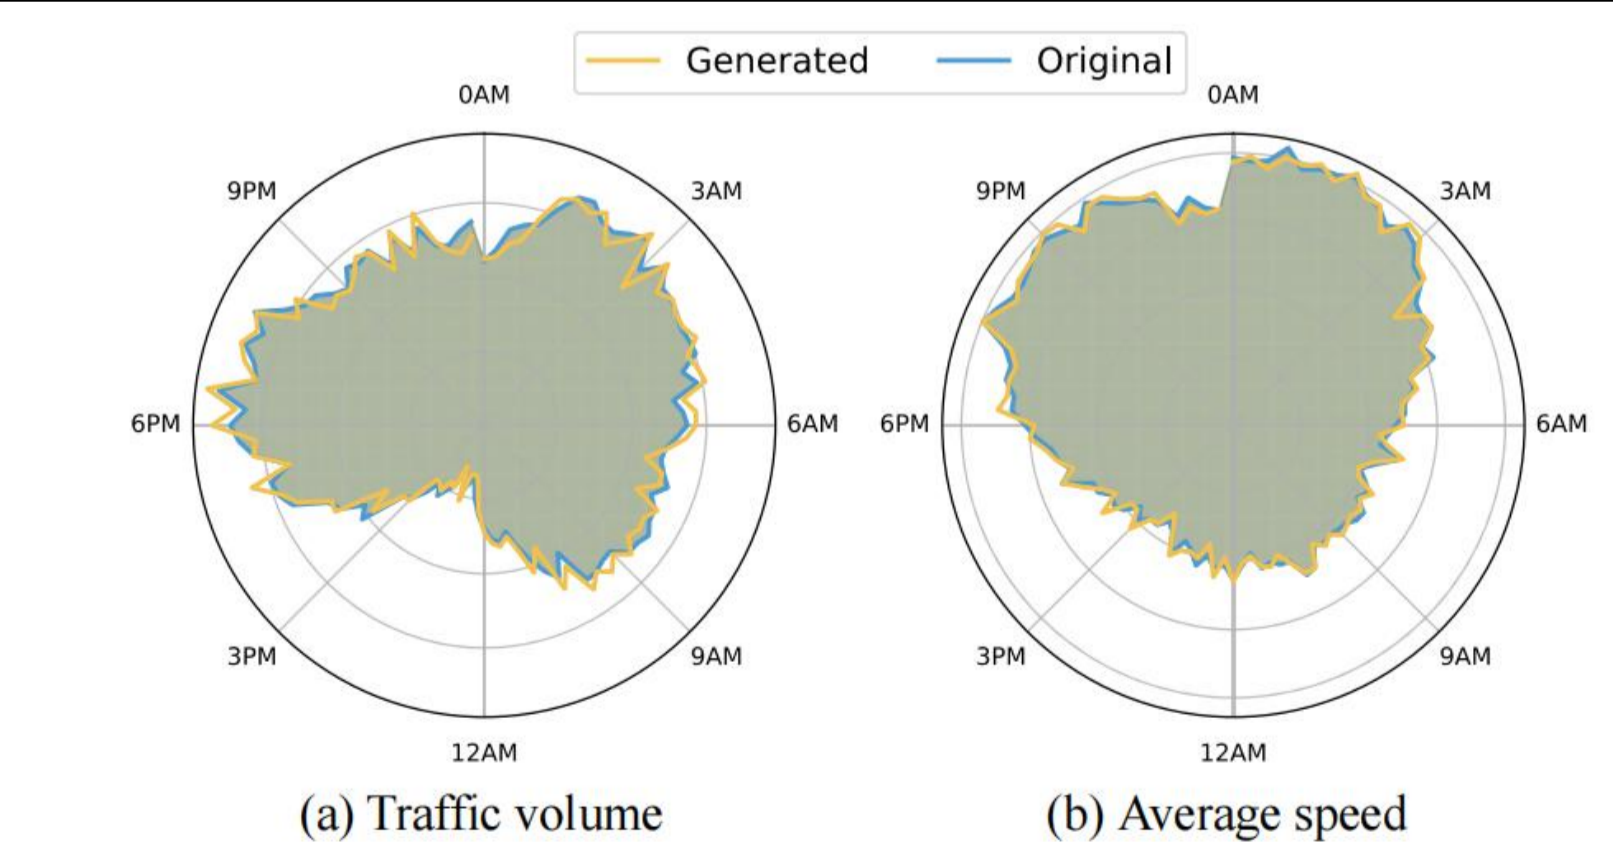 Generated Original
0AM
3AM
6AM
9AM
12AM
3PM
6PM
9PM
(a) Traffic volume
0AM
3AM
6AM
9AM
12AM
3PM
6PM
9PM
(b) Average speed